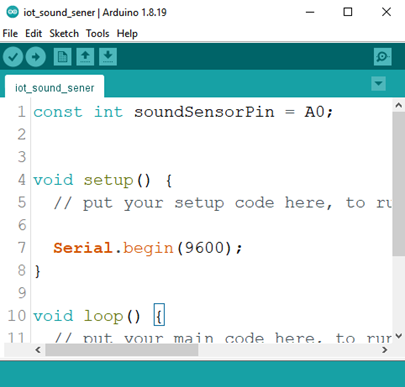 iot_sound_sener | Arduino 1.8.19
File Edit Sketch Tools Help
iot_sound_sener
1 const int soundSensorPin = A0;
2
3
4 void setup() {
5 // put your setup code here, to ru
6
7 Serial.begin(9600);
8 }
9
10 void loop() {
11 // put your main code here, to run